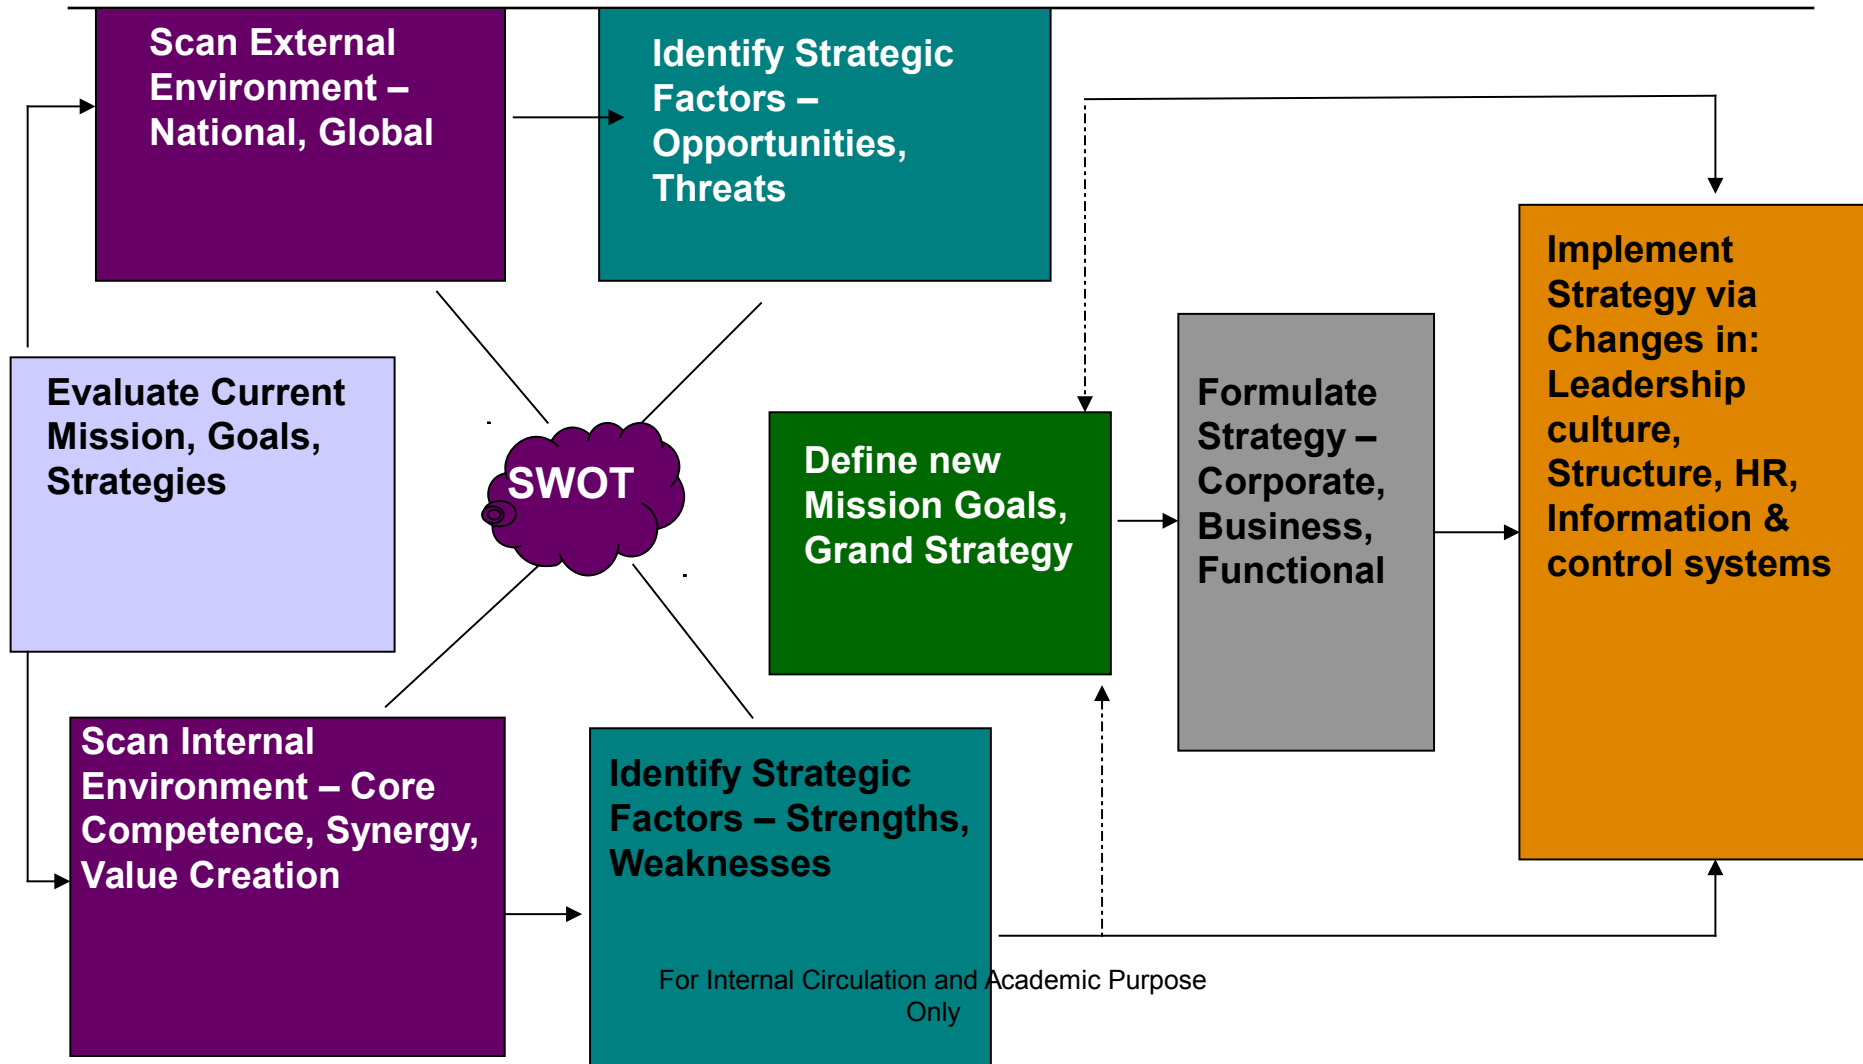 Scan External
Environment –
National, Global
Identify Strategic
Factors –
Opportunities,
Threats
Evaluate Current
Mission, Goals,
Strategies
SWOT
Define new
Mission Goals,
Grand Strategy
Formulate
Strategy –
Corporate,
Business,
Functional
Implement
Strategy via
Changes in:
Leadership
culture,
Structure, HR,
Information &
control systems
Scan Internal
Environment – Core
Competence, Synergy,
Value Creation
Identify Strategic
Factors – Strengths,
Weaknesses
For Internal Circulation and Academic Purpose
Only